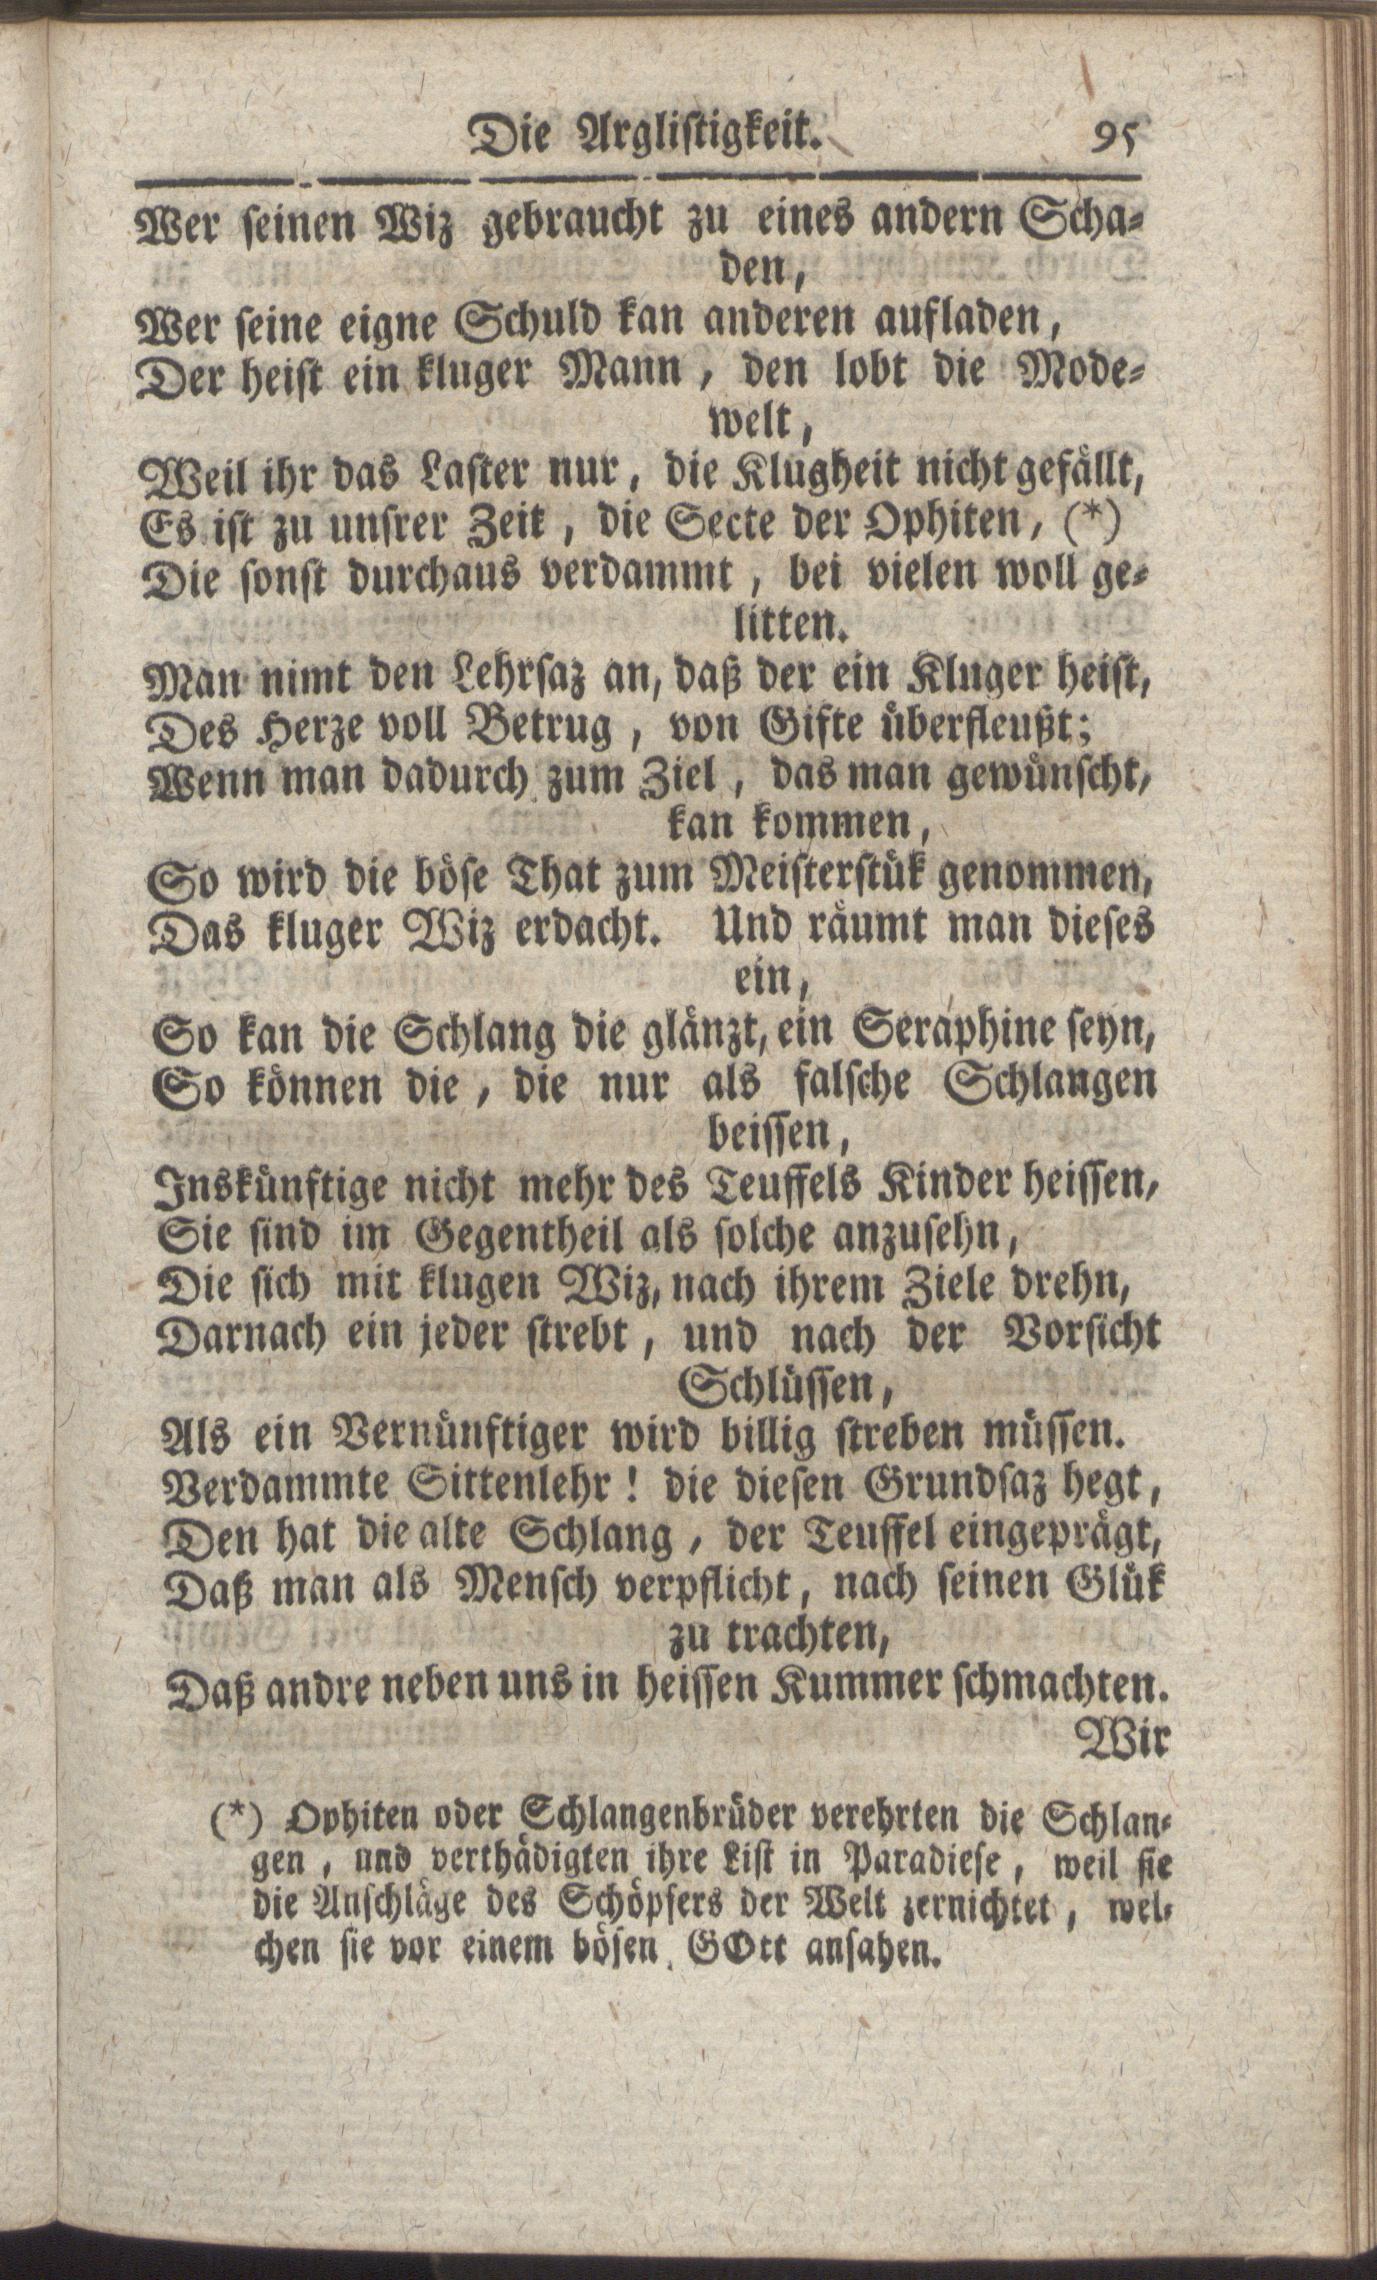 Die Arglistigkeit. 95
Wer seinen Wiz gebraucht zu eines andern Scha-
den,
Wer seine eigne Schuld kan anderen aufladen,
Der heist ein kluger Mann, den lobt die Mode-
welt,
Weil ihr das Laster nur, die Klugheit nicht gefällt,
Es ist zu unsrer Zeit, die Secte der Ophiten, (*)
Die sonst durchaus verdammt, bei vielen woll ge-
litten.
Man nimt den Lehrsaz an, daß der ein Kluger heist,
Des Herze voll Betrug, von Gifte überfleußt;
Wenn man dadurch zum Ziel, das man gewünscht,
kan kommen,
So wird die böse That zum Meisterstük genommen,
Das kluger Wiz erdacht. Und räumt man dieses
ein,
So kan die Schlang die glänzt, ein Seraphine seyn,
So können die, die nur als falsche Schlangen
beissen,
Inskünftige nicht mehr des Teuffels Kinder heissen,
Sie sind im Gegentheil als solche anzusehn,
Die sich mit klugen Wiz, nach ihrem Ziele drehn,
Darnach ein jeder strebt, und nach der Vorsicht
Schlüssen,
Als ein Vernünftiger wird billig streben müssen.
Verdammte Sittenlehr! die diesen Grundsaz hegt,
Den hat die alte Schlang, der Teuffel eingeprägt,
Daß man als Mensch verpflicht, nach seinen Glük
zu trachten,
Daß andre neben uns in heissen Kummer schmachten.
Wir
(*) Ophiten oder Schlangenbrüder verehrten die Schlan-
gen, und verthädigten ihre List in Paradiese, weil sie
die Anschläge des Schöpfers der Welt zernichtet, wel-
chen sie vor einem bösen GOtt ansahen.